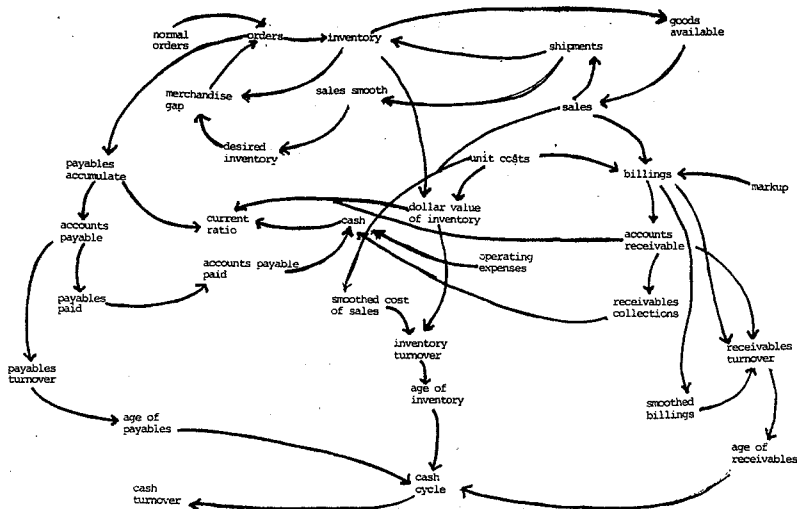 normal
orders
orders
inventory
goods
available
shipments
merchandise
gap
sales smooth
sales
desired
inventory
payables
accumulate
unit costs
billings
markup
accounts
payable
current
ratio
cash
dollar value
of inventory
accounts
receivable
accounts payable
paid
operating
expenses
payables
paid
smoothed cost
of sales
receivables
collections
inventory
turnover
receivables
turnover
payables
turnover
age of
inventory
smoothed
billings
age of
payables
age of
receivables
cash
cycle
cash
turnover